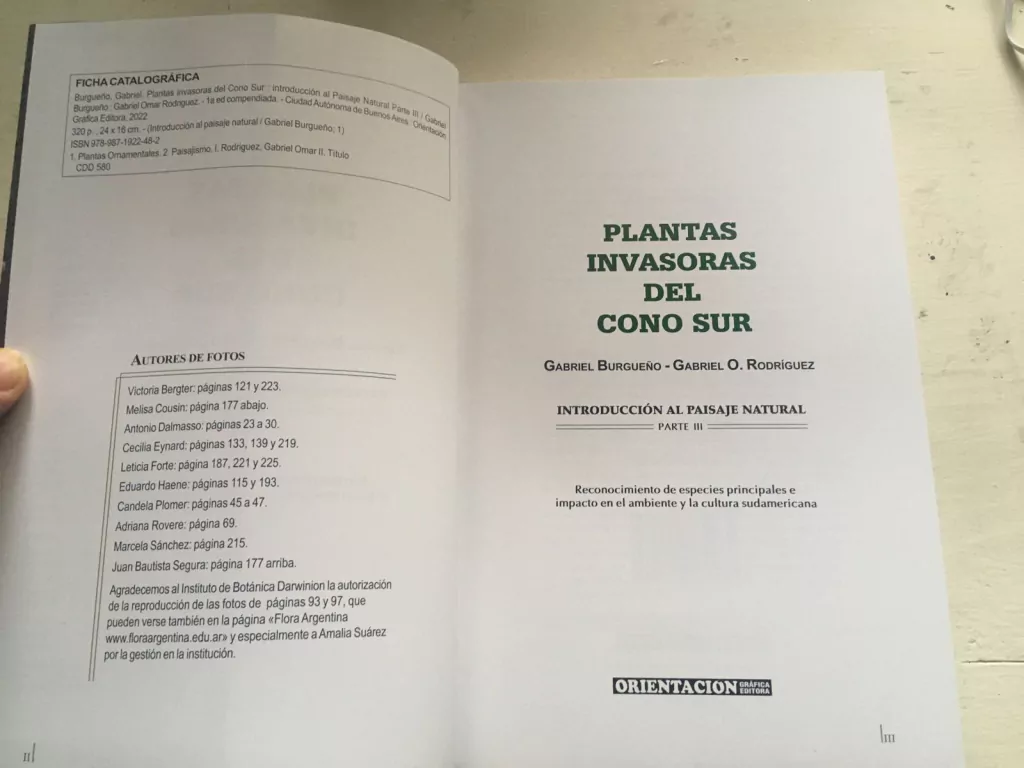 FICHA CATALOGRÁFICA
Burgueño, Gabriel. Plantas invasoras del Cono Sur : introducción al Paisaje Natural Parte III / Gabriel
Burgueño ; Gabriel Omar Rodríguez. - 1a ed compendiada. - Ciudad Autónoma de Buenos Aires : Orientación
Gráfica Editora, 2022
320 p. , 24 x 16 cm. - (Introducción al paisaje natural / Gabriel Burgueño; 1)
ISBN 978-987-1922-48-2
1. Plantas Ornamentales. 2. Paisajismo. I. Rodríguez, Gabriel Omar II. Título
CDD 580
AUTORES DE FOTOS
Victoria Bergter: páginas 121 y 223.
Melisa Cousin: página 177 abajo.
Antonio Dalmasso: páginas 23 a 30.
Cecilia Eynard: páginas 133, 139 y 219.
Leticia Forte: página 187, 221 y 225.
Eduardo Haene: páginas 115 y 193.
Candela Plomer: páginas 45 a 47.
Adriana Rovere: página 69.
Marcela Sánchez: página 215.
Juan Bautista Segura: página 177 arriba.
Agradecemos al Instituto de Botánica Darwinion la autorización
de la reproducción de las fotos de páginas 93 y 97, que
pueden verse también en la página «Flora Argentina
www.floraargentina.edu.ar» y especialmente a Amalia Suárez
por la gestión en la institución.
II
PLANTAS
INVASORAS
DEL
CONO SUR
GABRIEL BURGUEÑO - GABRIEL O. RODRÍGUEZ
INTRODUCCIÓN AL PAISAJE NATURAL
PARTE III
Reconocimiento de especies principales e
impacto en el ambiente y la cultura sudamericana
ORIENTACION GRÁFICA EDITORA
III